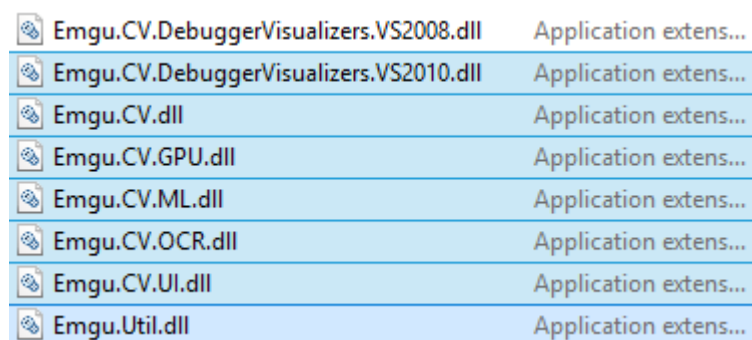 Emgu.CV.DebuggerVisualizers.VS2008.dll Application extens...
Emgu.CV.DebuggerVisualizers.VS2010.dll Application extens...
Emgu.CV.dll Application extens...
Emgu.CV.GPU.dll Application extens...
Emgu.CV.ML.dll Application extens...
Emgu.CV.OCR.dll Application extens...
Emgu.CV.UI.dll Application extens...
Emgu.Util.dll Application extens...